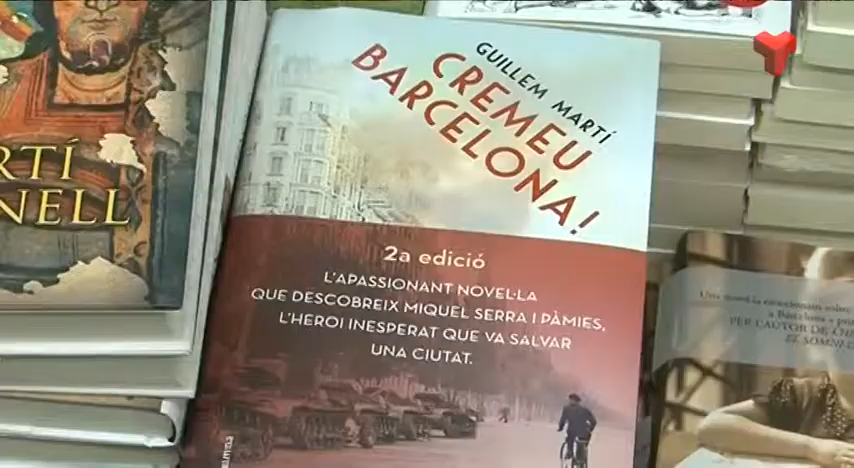 RTÍ
NELL
GUILLEM MARTÍ
CREMEU
BARCELONA!
2a edició
L'APASSIONANT NOVEL·LA
QUE DESCOBREIX MIQUEL SERRA I PÀMIES,
L'HEROI INESPERAT QUE VA SALVAR
UNA CIUTAT.
PER L'AUTOR DE